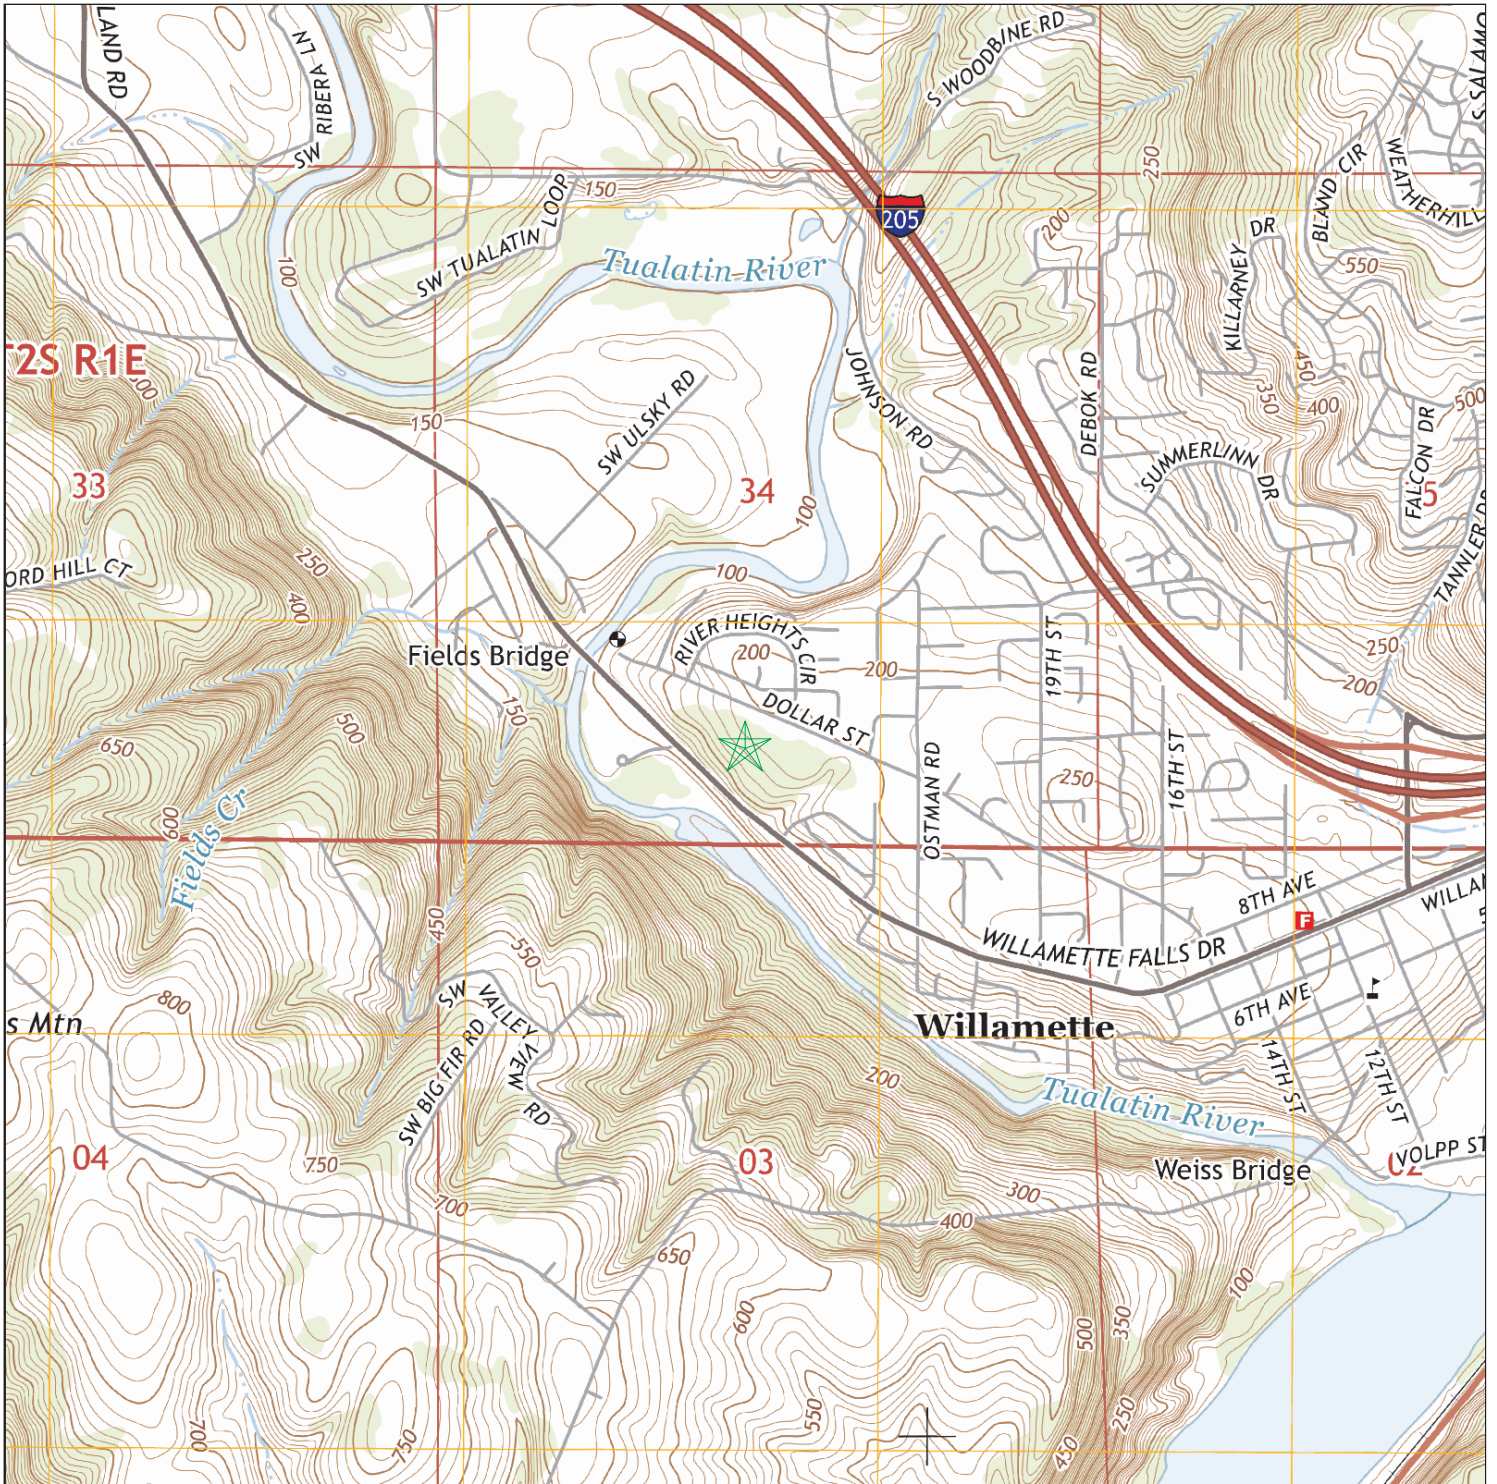 LAND RD
SW RIBERA LN
S WOODBINE RD
S SALAMO
250
BLAND CIR
WEATHERHILL
150
205
200
SW TUALATIN LOOP
Tualatin River
DR
KILLARNEY
550
100
T2S R1E
500
JOHNSON RD
DEBOK RD
450
350
400
500
SW ULSKY RD
150
FALCON DR
SUMMERLINN DR
33
34
5
100
TANNLER DR
ORD HILL CT
250
100
400
RIVER HEIGHTS CIR
19TH ST
Fields Bridge
200
200
250
200
DOLLAR ST
150
500
650
OSTMAN RD
16TH ST
250
600
Fields Cr
8TH AVE
F
WILLAM
450
550
WILLAMETTE FALLS DR
800
SW VALLEY VIEW RD
6TH AVE
s Mtn
Willamette
SW BIG FIR RD
14TH ST
12TH ST
200
Tualatin River
04
750
03
Weiss Bridge
02
VOLPP ST
700
300
400
650
100
600
500
350
700
750
550
250
450